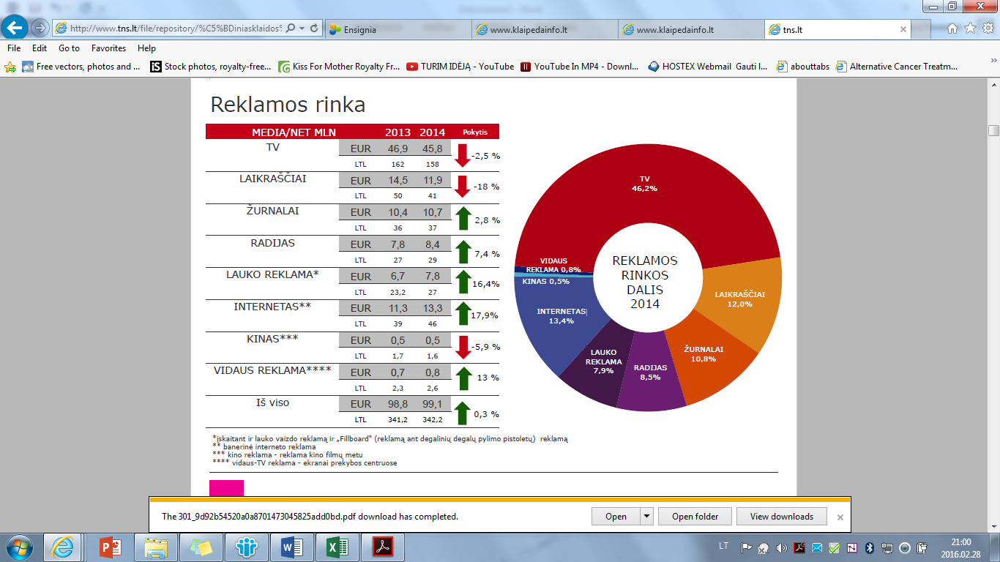 http://www.tns.lt/file/repository/%C5%BDiniasklaidos%
Ensignia
www.klaipedainfo.lt
www.klaipedainfo.lt
tns.lt
File Edit Go to Favorites Help
Free vectors, photos and ...
Stock photos, royalty-free...
Kiss For Mother Royalty Fr...
TURIM IDĖJĄ - YouTube
YouTube In MP4 - Downl...
HOSTEX Webmail Gauti l...
abouttabs
Alternative Cancer Treatm...
Reklamos rinka
MEDIA/NET MLN 2013 2014 Pokytis
TV EUR 46,9 45,8 -2,5 %
LTL 162 158
LAIKRAŠČIAI EUR 14,5 11,9 -18 %
LTL 50 41
ŽURNALAI EUR 10,4 10,7 2,8 %
LTL 36 37
RADIJAS EUR 7,8 8,4 7,4 %
LTL 27 29
LAUKO REKLAMA* EUR 6,7 7,8 16,4%
LTL 23,2 27
INTERNETAS** EUR 11,3 13,3 17,9%
LTL 39 46
KINAS*** EUR 0,5 0,5 -5,9 %
LTL 1,7 1,6
VIDAUS REKLAMA**** EUR 0,7 0,8 13 %
LTL 2,3 2,6
Iš viso EUR 98,8 99,1 0,3 %
LTL 341,2 342,2
*įskaitant ir lauko vaizdo reklamą ir „Fillboard“ (reklamą ant degalinių degalų pylimo pistoletų) reklamą
** banerinė interneto reklama
*** kino reklama - reklama kino filmų metu
**** vidaus-TV reklama - ekranai prekybos centruose
TV
46,2%
VIDAUS
REKLAMA 0,8%
KINAS 0,5%
INTERNETAS
13,4%
LAUKO
REKLAMA
7,9%
RADIJAS
8,5%
ŽURNALAI
10,8%
LAIKRAŠČIAI
12,0%
REKLAMOS
RINKOS
DALIS
2014
The 301_9d92b54520a0a8701473045825add0bd.pdf download has completed.
Open
Open folder
View downloads
LT
21:00
2016.02.28